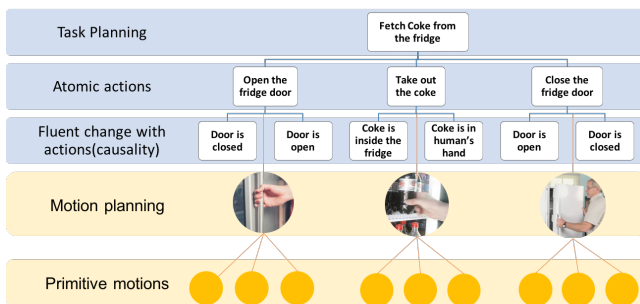 Task Planning
Fetch Coke from
the fridge
Atomic actions
Open the
fridge door
Take out
the coke
Close the
fridge door
Fluent change with
actions(causality)
Door is
closed
Door is
open
Coke is
inside the
fridge
Coke is in
human's
hand
Door is
open
Door is
closed
Motion planning
Primitive motions